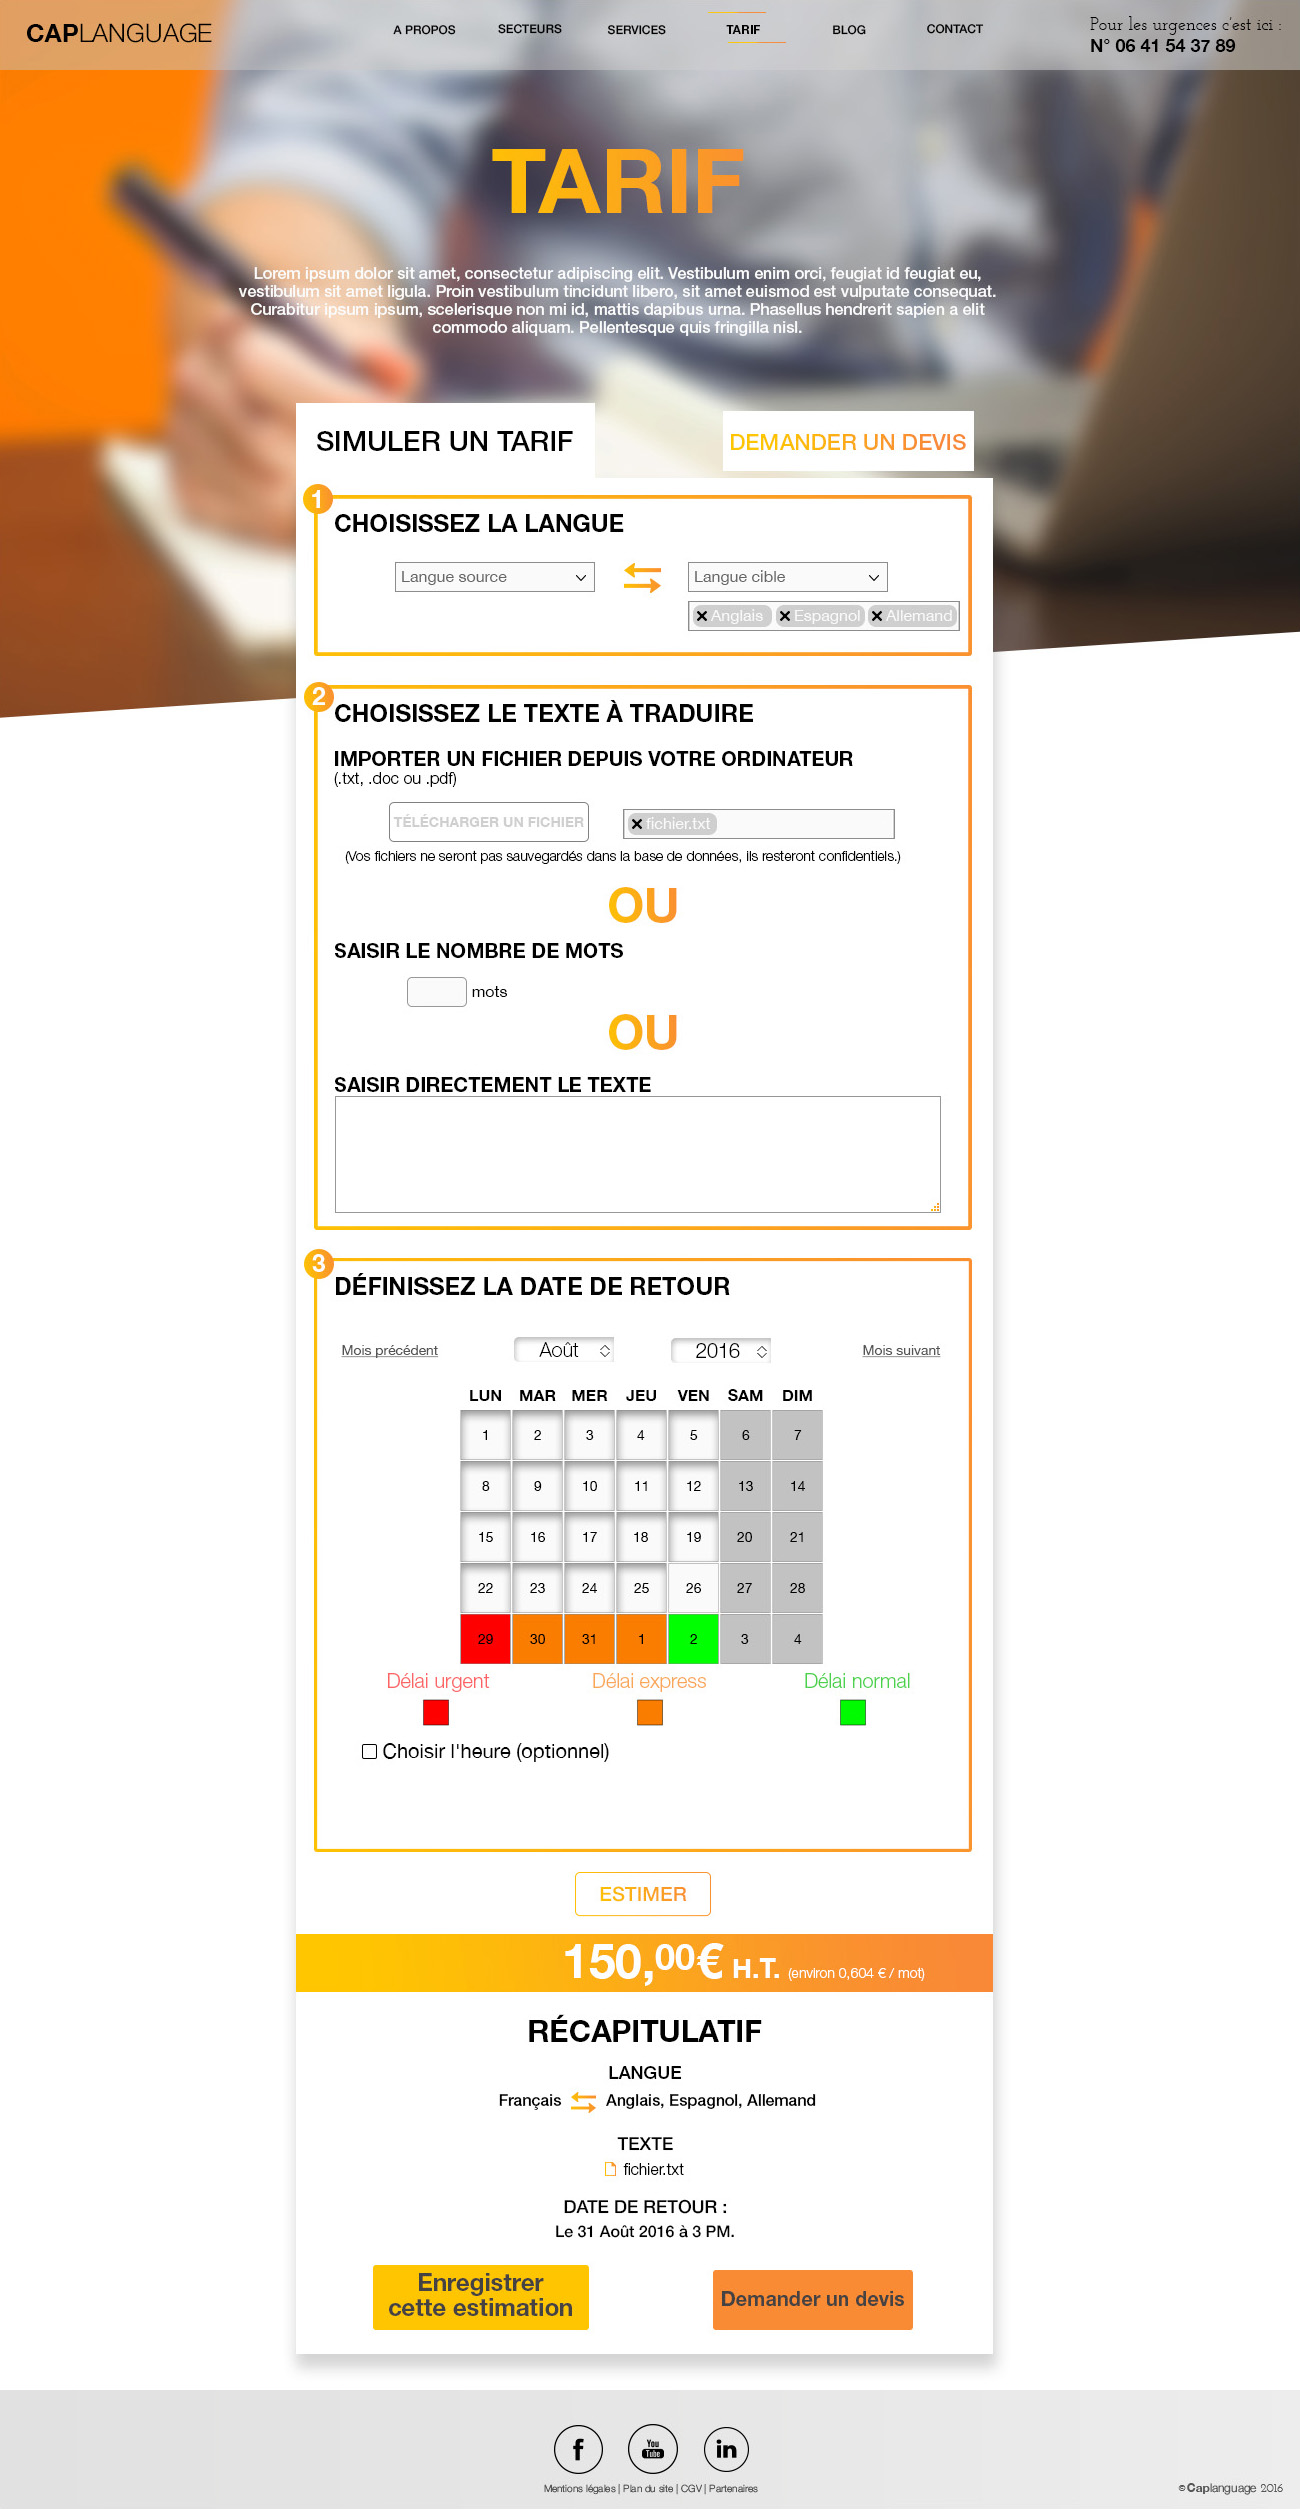 CAPLANGUAGE
A PROPOS
SECTEURS
SERVICES
TARIF
BLOG
CONTACT
Pour les urgences c'est ici :
N° 06 41 54 37 89
TARIF
Lorem ipsum dolor sit amet, consectetur adipiscing elit. Vestibulum enim orci, feugiat id feugiat eu,
vestibulum sit amet ligula. Proin vestibulum tincidunt libero, sit amet euismod est vulputate consequat.
Curabitur ipsum ipsum, scelerisque non mi id, mattis dapibus urna. Phasellus hendrerit sapien a elit
commodo aliquam. Pellentesque quis fringilla nisl.
SIMULER UN TARIF
DEMANDER UN DEVIS
1
CHOISISSEZ LA LANGUE
Langue source
Langue cible
Anglais
Espagnol
Allemand
2
CHOISISSEZ LE TEXTE À TRADUIRE
IMPORTER UN FICHIER DEPUIS VOTRE ORDINATEUR
(.txt, .doc ou .pdf)
TÉLÉCHARGER UN FICHIER
fichier.txt
(Vos fichiers ne seront pas sauvegardés dans la base de données, ils resteront confidentiels.)
OU
SAISIR LE NOMBRE DE MOTS
mots
OU
SAISIR DIRECTEMENT LE TEXTE
3
DÉFINISSEZ LA DATE DE RETOUR
Mois précédent
Août
2016
Mois suivant
LUN MAR MER JEU VEN SAM DIM
1 2 3 4 5 6 7
8 9 10 11 12 13 14
15 16 17 18 19 20 21
22 23 24 25 26 27 28
29 30 31 1 2 3 4
Délai urgent
Délai express
Délai normal
Choisir l'heure (optionnel)
ESTIMER
150,00€ H.T. (environ 0,604 € / mot)
RÉCAPITULATIF
LANGUE
Français
Anglais, Espagnol, Allemand
TEXTE
fichier.txt
DATE DE RETOUR :
Le 31 Août 2016 à 3 PM.
Enregistrer
cette estimation
Demander un devis
f
You
Tube
in
Mentions légales | Plan du site | CGV | Partenaires
© Caplanguage 2016